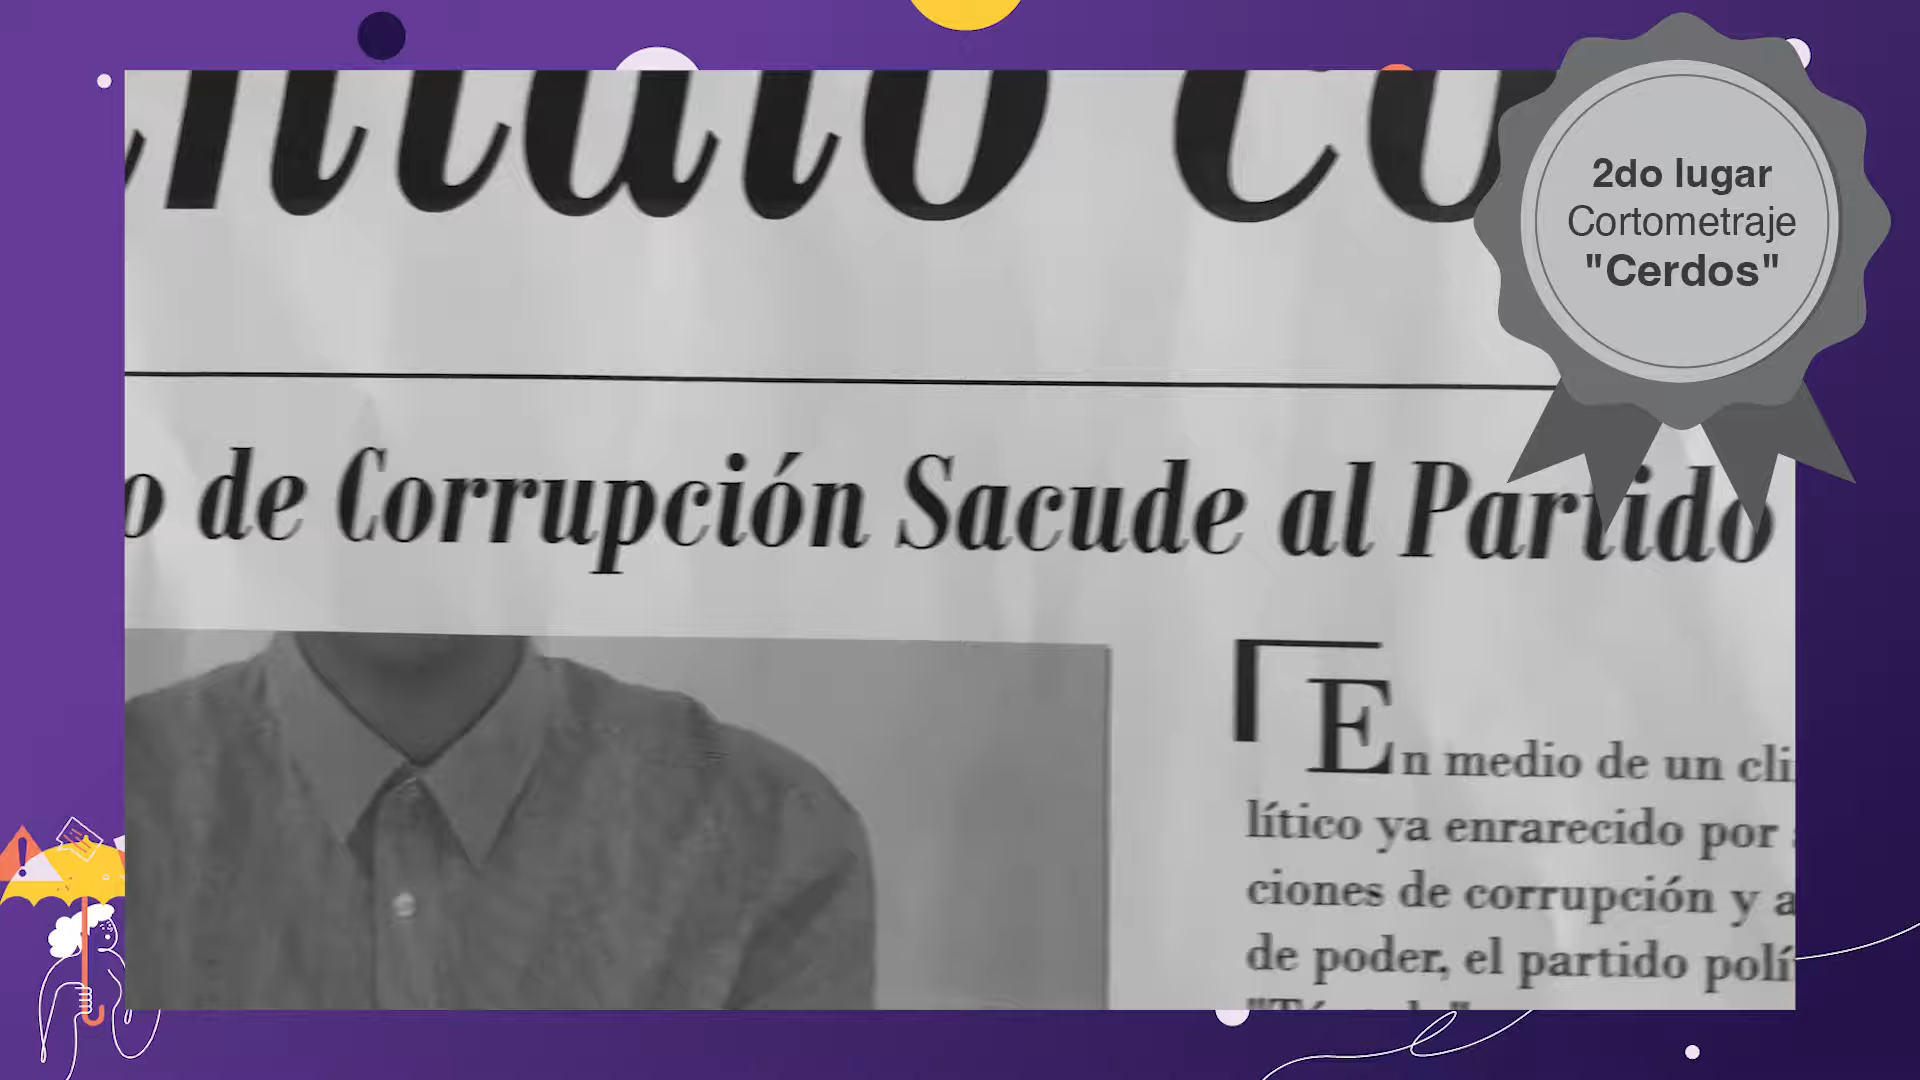 2do lugar
Cortometraje
"Cerdos"
o de Corrupción Sacude al Partido
En medio de un cli
lítico ya enrarecido por
ciones de corrupción y a
de poder, el partido polí